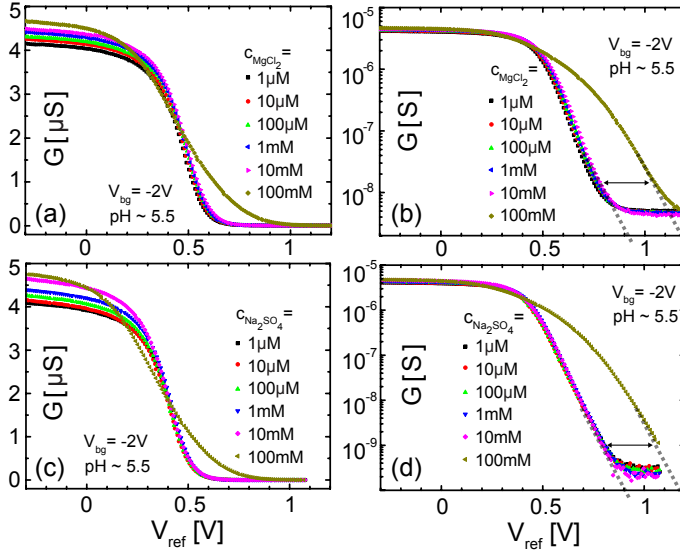 5
4
3
2
1
0
G [µS]
c_MgCl2 =
1µM
10µM
100µM
1mM
10mM
100mM
V_bg = -2V
pH ~ 5.5
(a)
0
0.5
1
10^-5
10^-6
10^-7
10^-8
G [S]
c_MgCl2 =
1µM
10µM
100µM
1mM
10mM
100mM
V_bg = -2V
pH ~ 5.5
(b)
0
0.5
1
5
4
3
2
1
0
G [µS]
c_Na2SO4 =
1µM
10µM
100µM
1mM
10mM
100mM
V_bg = -2V
pH ~ 5.5
(c)
0
0.5
1
V_ref [V]
10^-5
10^-6
10^-7
10^-8
10^-9
G [S]
c_Na2SO4 =
1µM
10µM
100µM
1mM
10mM
100mM
V_bg = -2V
pH ~ 5.5
(d)
0
0.5
1
V_ref [V]